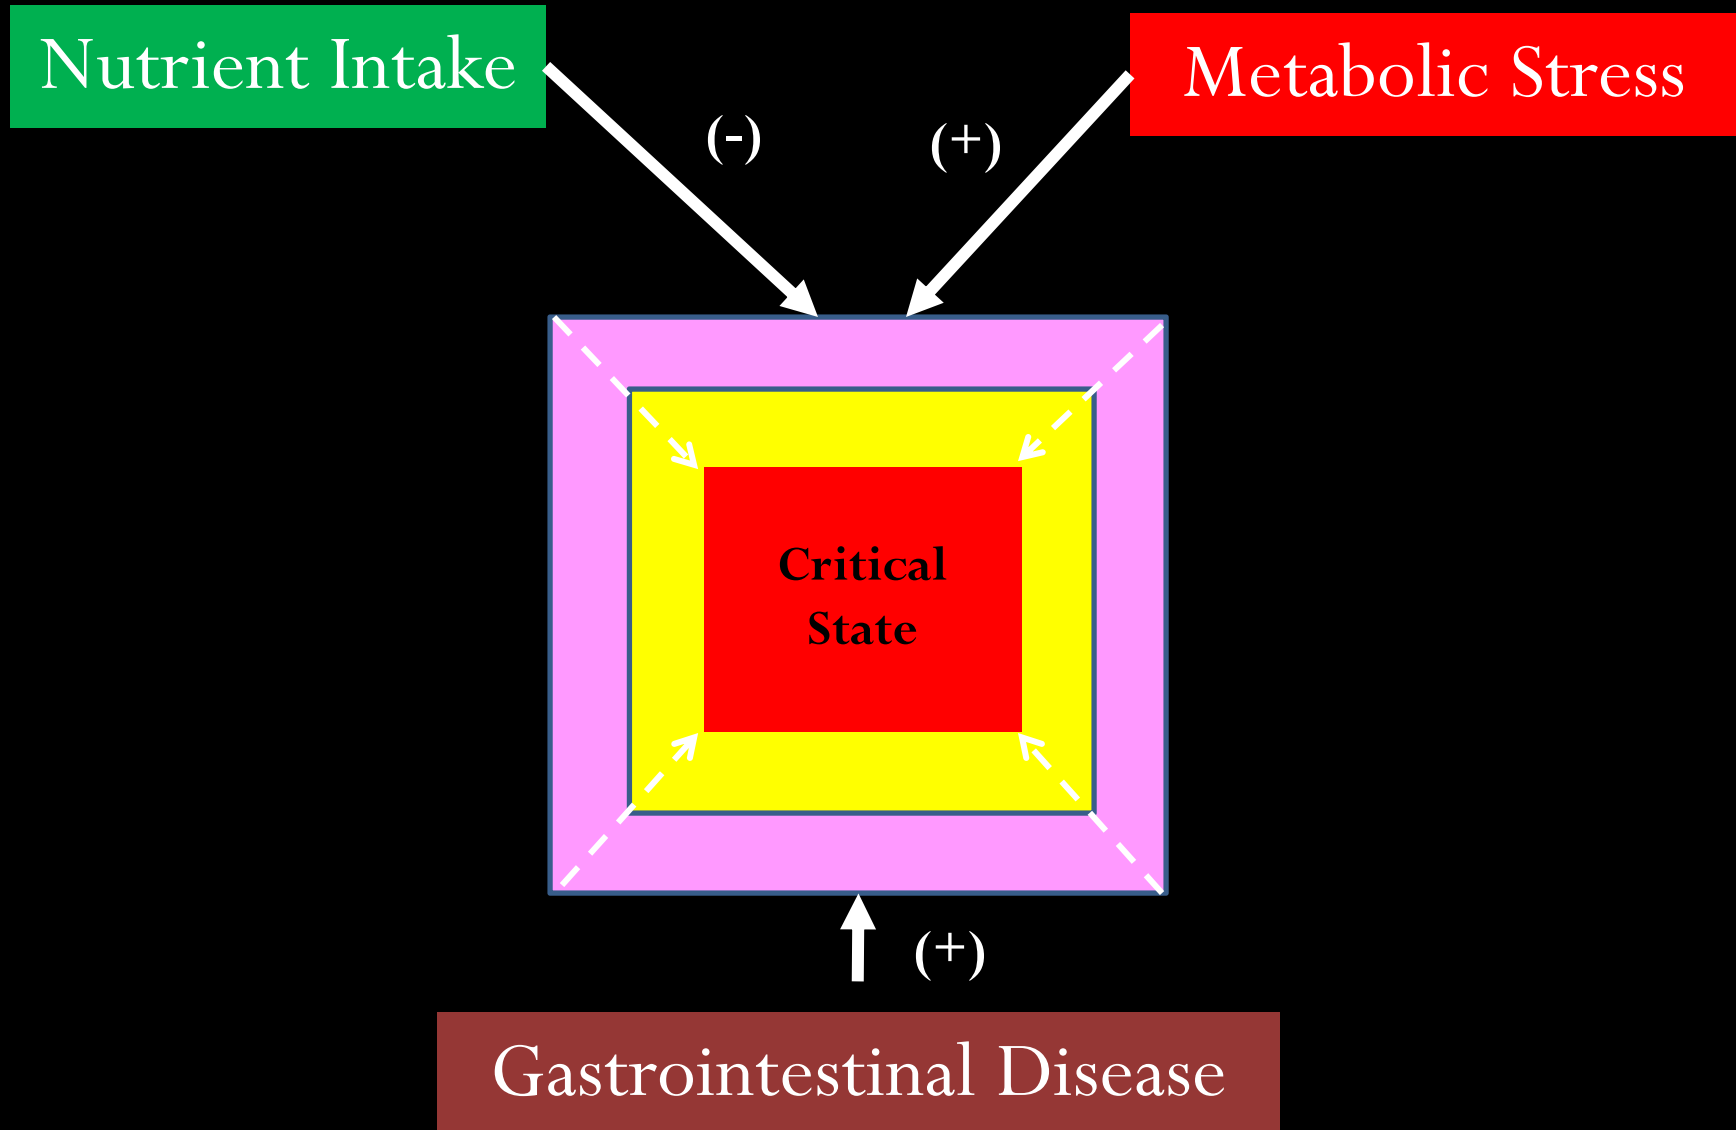 Nutrient Intake
Metabolic Stress
(-)
(+)
Critical
State
(+)
Gastrointestinal Disease